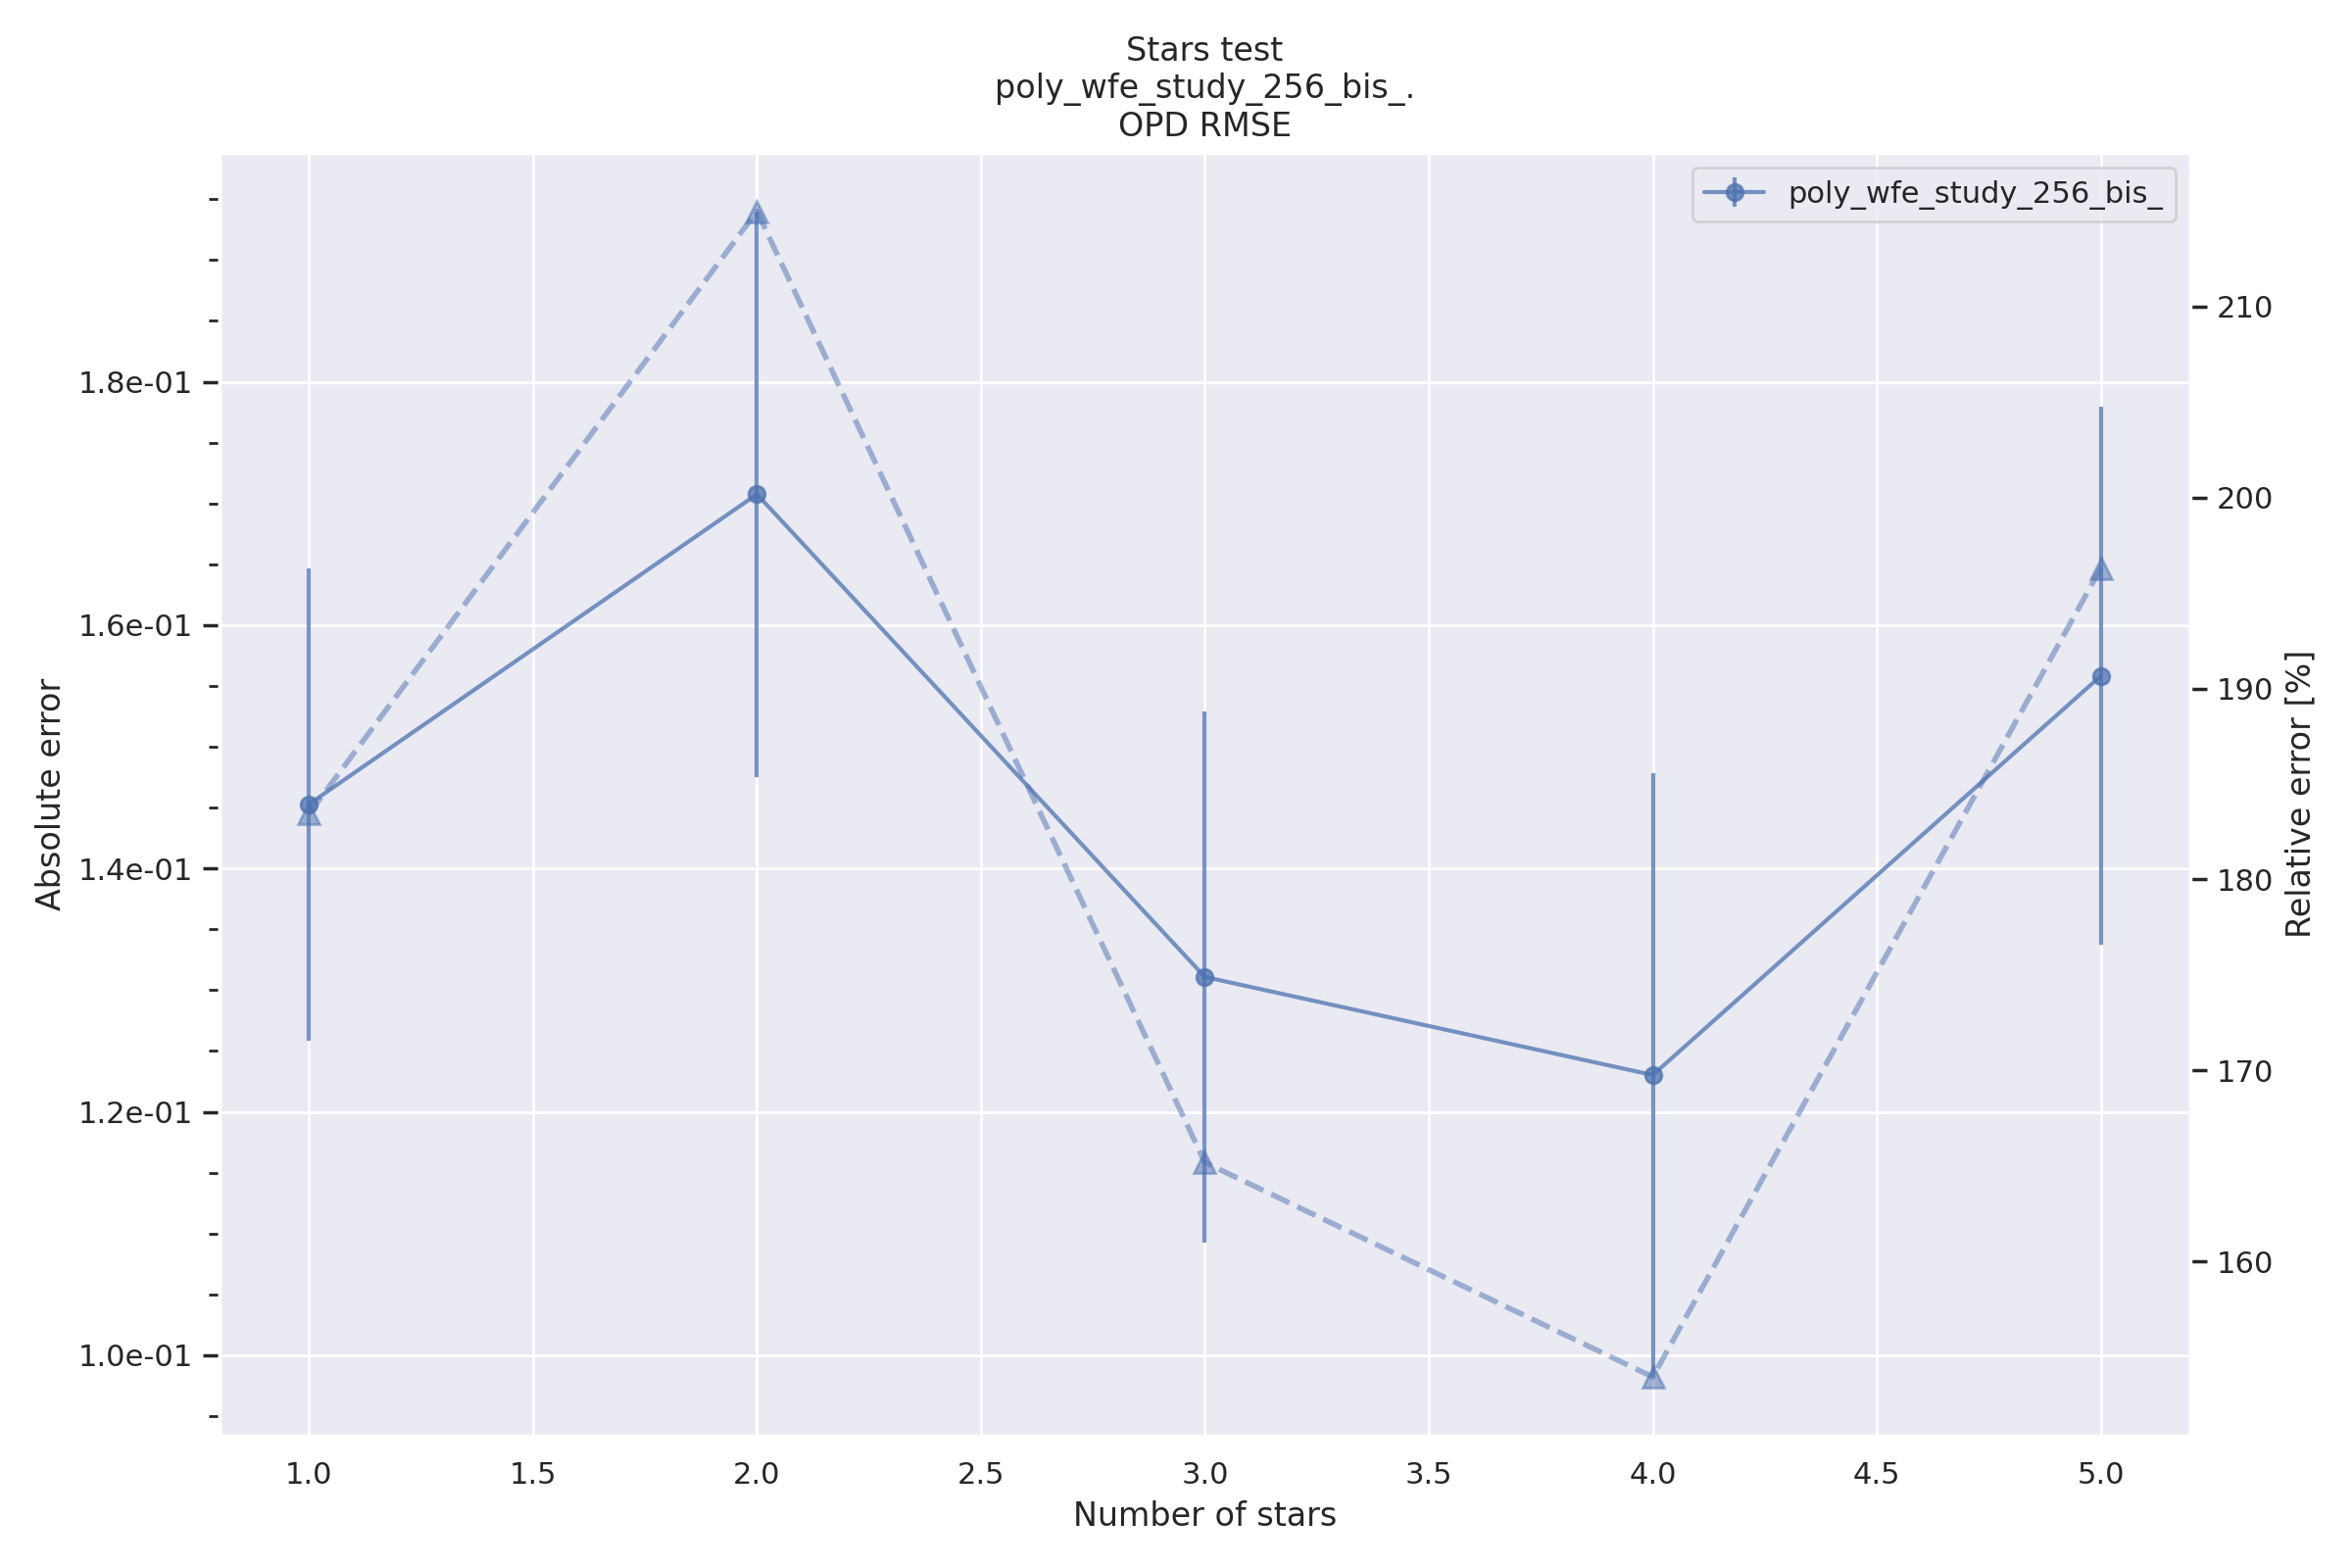 Stars test
poly_wfe_study_256_bis_.
OPD RMSE
poly_wfe_study_256_bis_
1.8e-01
1.6e-01
1.4e-01
1.2e-01
1.0e-01
Absolute error
210
200
190
180
170
160
Relative error [%]
1.0 1.5 2.0 2.5 3.0 3.5 4.0 4.5 5.0
Number of stars